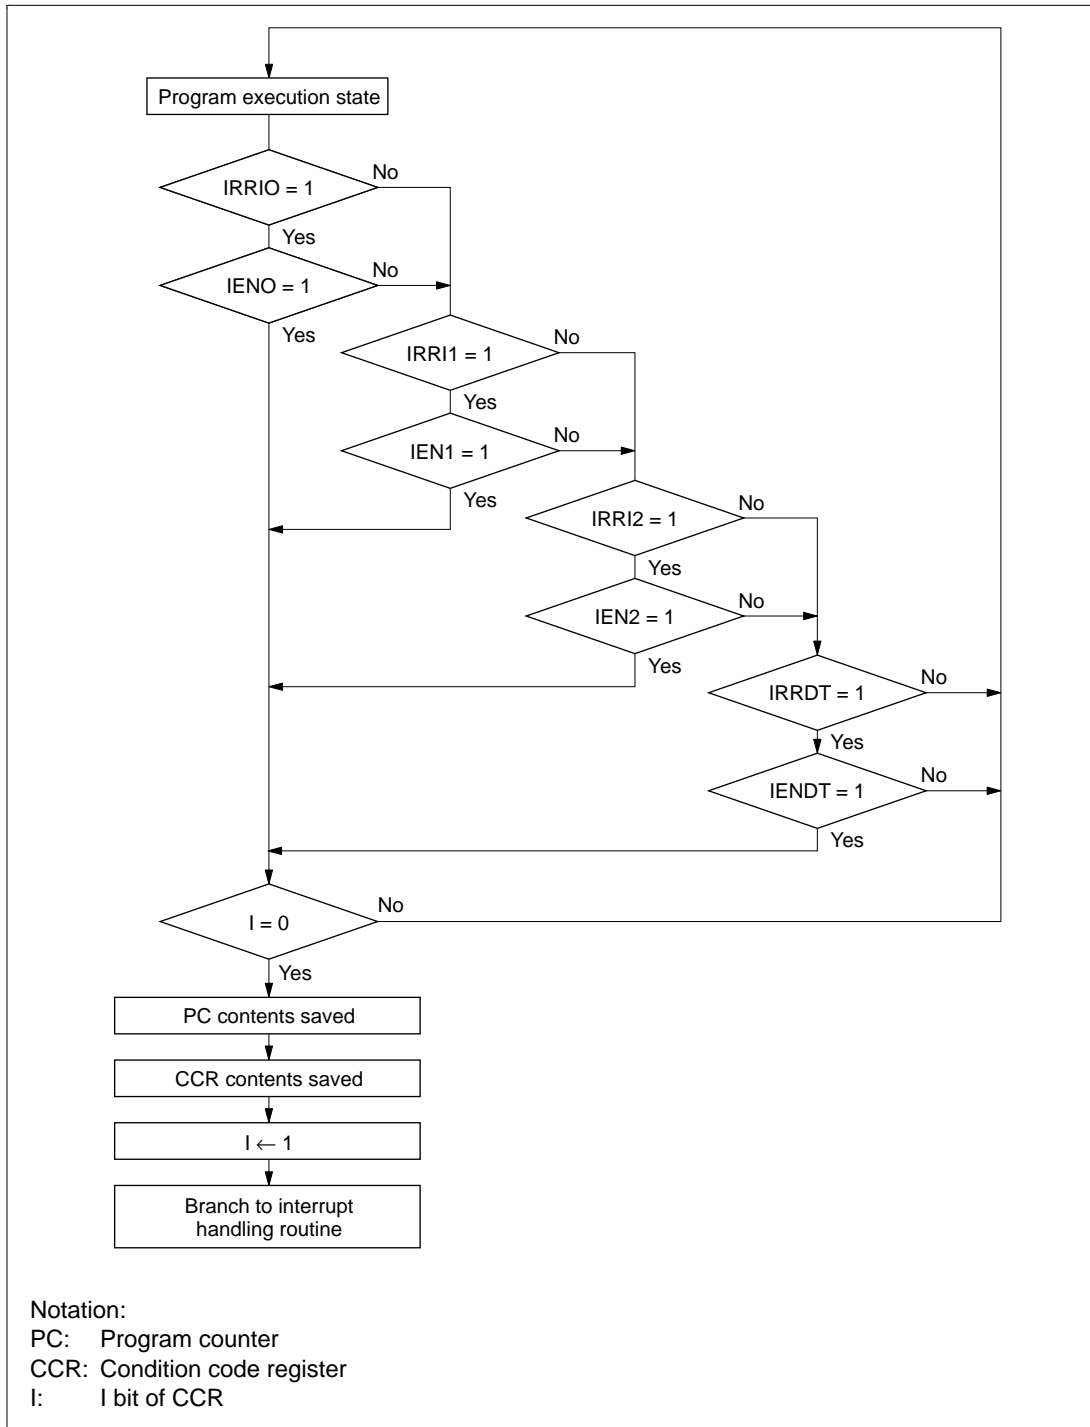 Program execution state
IRRIO = 1
No
Yes
IENO = 1
No
Yes
IRRI1 = 1
No
Yes
IEN1 = 1
No
Yes
IRRI2 = 1
No
Yes
IEN2 = 1
No
Yes
IRRDT = 1
No
Yes
IENDT = 1
No
Yes
I = 0
No
Yes
PC contents saved
CCR contents saved
I ← 1
Branch to interrupt
handling routine
Notation:
PC: Program counter
CCR: Condition code register
I: I bit of CCR